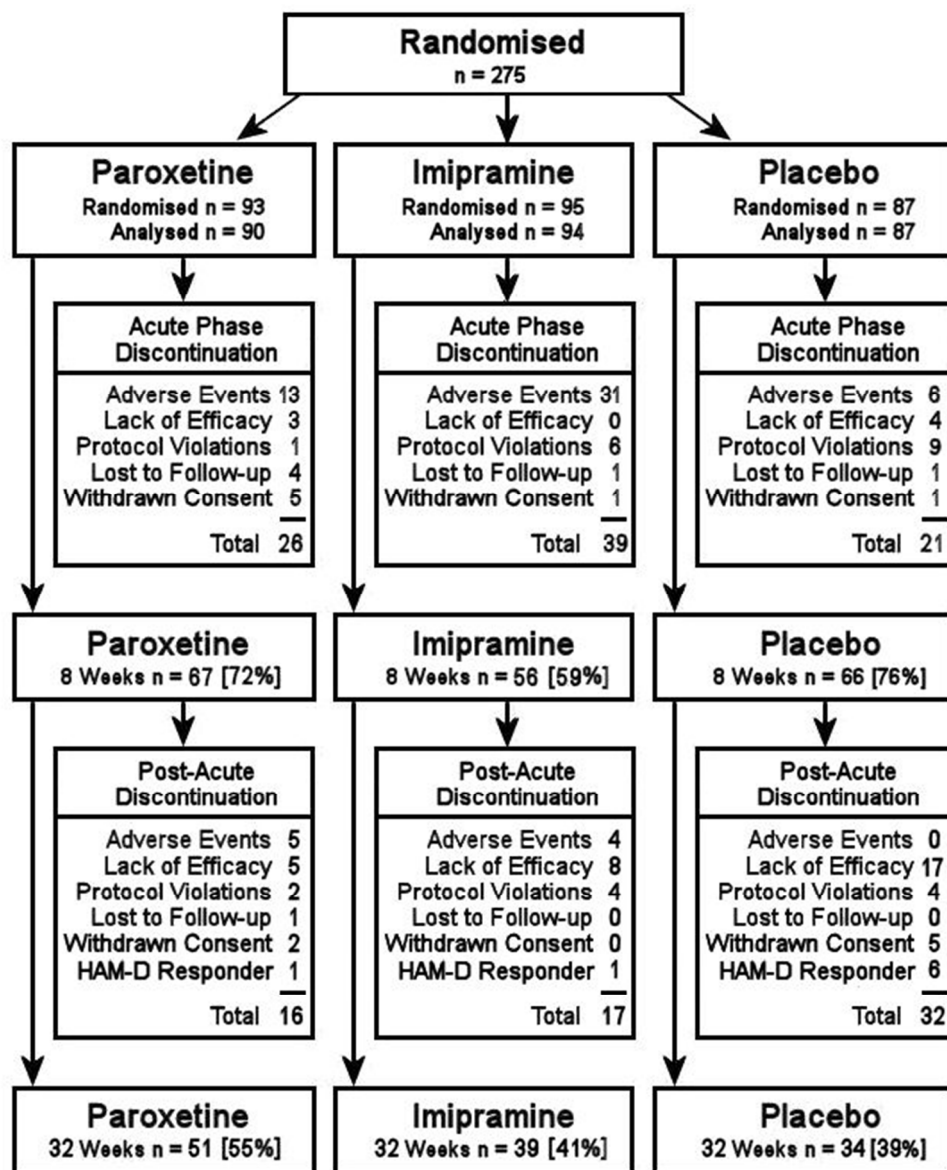 Randomised
n = 275
Paroxetine
Randomised n = 93
Analysed n = 90
Imipramine
Randomised n = 95
Analysed n = 94
Placebo
Randomised n = 87
Analysed n = 87
Acute Phase
Discontinuation
Adverse Events 13
Lack of Efficacy 3
Protocol Violations 1
Lost to Follow-up 4
Withdrawn Consent 5
Total 26
Acute Phase
Discontinuation
Adverse Events 31
Lack of Efficacy 0
Protocol Violations 6
Lost to Follow-up 1
Withdrawn Consent 1
Total 39
Acute Phase
Discontinuation
Adverse Events 6
Lack of Efficacy 4
Protocol Violations 9
Lost to Follow-up 1
Withdrawn Consent 1
Total 21
Paroxetine
8 Weeks n = 67 [72%]
Imipramine
8 Weeks n = 56 [59%]
Placebo
8 Weeks n = 66 [76%]
Post-Acute
Discontinuation
Adverse Events 5
Lack of Efficacy 5
Protocol Violations 2
Lost to Follow-up 1
Withdrawn Consent 2
HAM-D Responder 1
Total 16
Post-Acute
Discontinuation
Adverse Events 4
Lack of Efficacy 8
Protocol Violations 4
Lost to Follow-up 0
Withdrawn Consent 0
HAM-D Responder 1
Total 17
Post-Acute
Discontinuation
Adverse Events 0
Lack of Efficacy 17
Protocol Violations 4
Lost to Follow-up 0
Withdrawn Consent 5
HAM-D Responder 6
Total 32
Paroxetine
32 Weeks n = 51 [55%]
Imipramine
32 Weeks n = 39 [41%]
Placebo
32 Weeks n = 34 [39%]